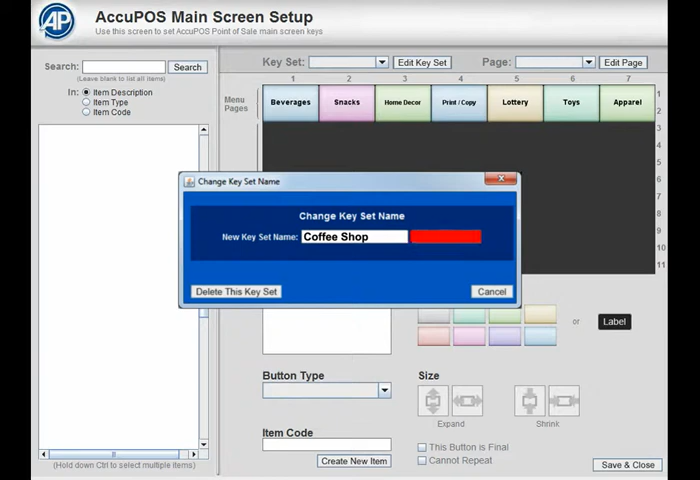 AP
AccuPOS Main Screen Setup
Use this screen to set AccuPOS Point of Sale main screen keys
Search:
Search
(Leave blank to list all items)
In:
Item Description
Item Type
Item Code
Key Set:
Edit Key Set
Page:
Edit Page
1 2 3 4 5 6 7
Menu Pages
Beverages
Snacks
Home Decor
Print / Copy
Lottery
Toys
Apparel
1
2
3
4
5
6
7
8
9
10
11
Change Key Set Name
x
Change Key Set Name
New Key Set Name:
Coffee Shop
Delete This Key Set
Cancel
or
Label
Button Type
Size
Expand
Shrink
Item Code
Create New Item
This Button is Final
Cannot Repeat
(Hold down Ctrl to select multiple items)
Save & Close